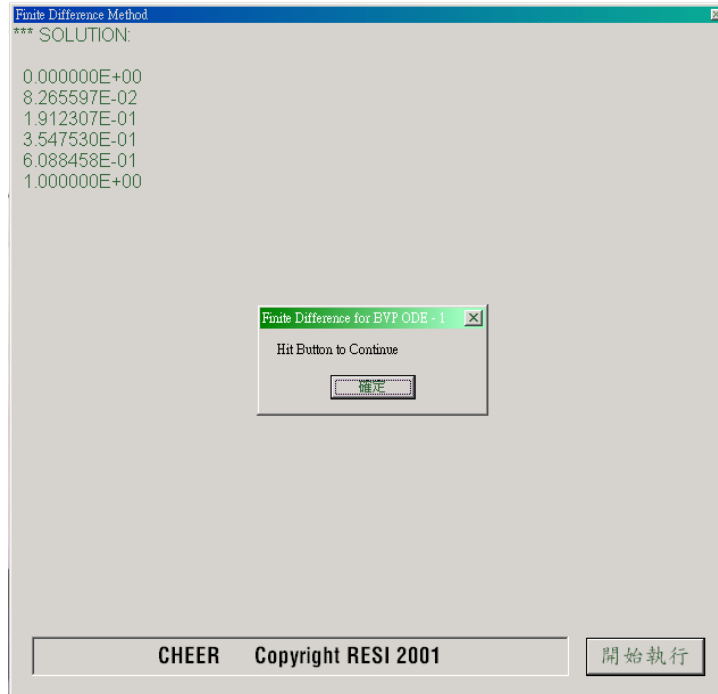 Finite Difference Method
*** SOLUTION:
0.000000E+00
8.265597E-02
1.912307E-01
3.547530E-01
6.088458E-01
1.000000E+00
Finite Difference for BVP ODE - 1
Hit Button to Continue
確定
CHEER Copyright RESI 2001
開始執行